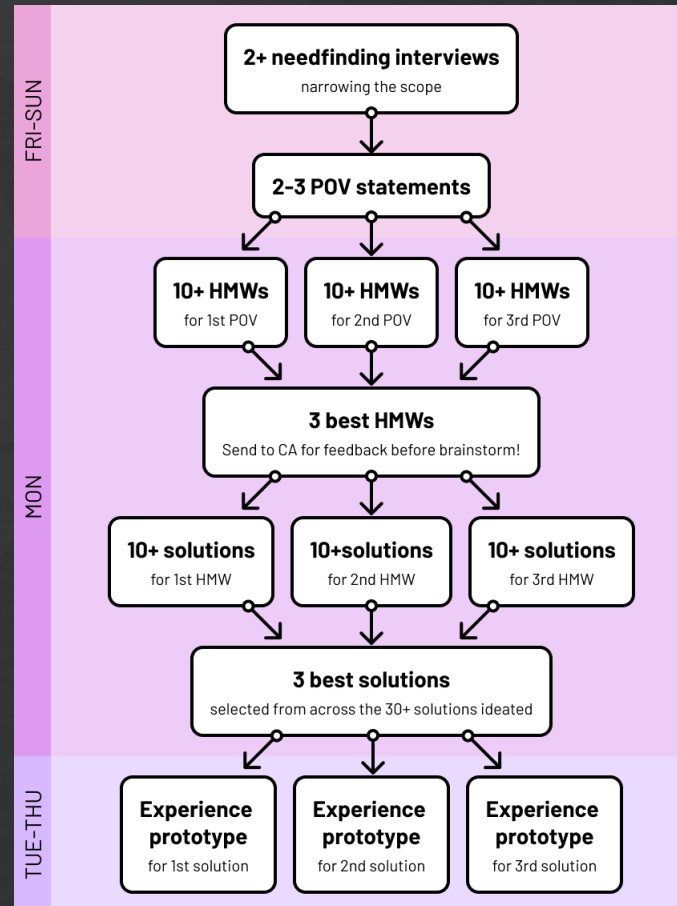 FRI-SUN
2+ needfinding interviews
narrowing the scope
2-3 POV statements
MON
10+ HMWs
for 1st POV
10+ HMWs
for 2nd POV
10+ HMWs
for 3rd POV
3 best HMWs
Send to CA for feedback before brainstorm!
10+ solutions
for 1st HMW
10+solutions
for 2nd HMW
10+ solutions
for 3rd HMW
3 best solutions
selected from across the 30+ solutions ideated
TUE-THU
Experience
prototype
for 1st solution
Experience
prototype
for 2nd solution
Experience
prototype
for 3rd solution